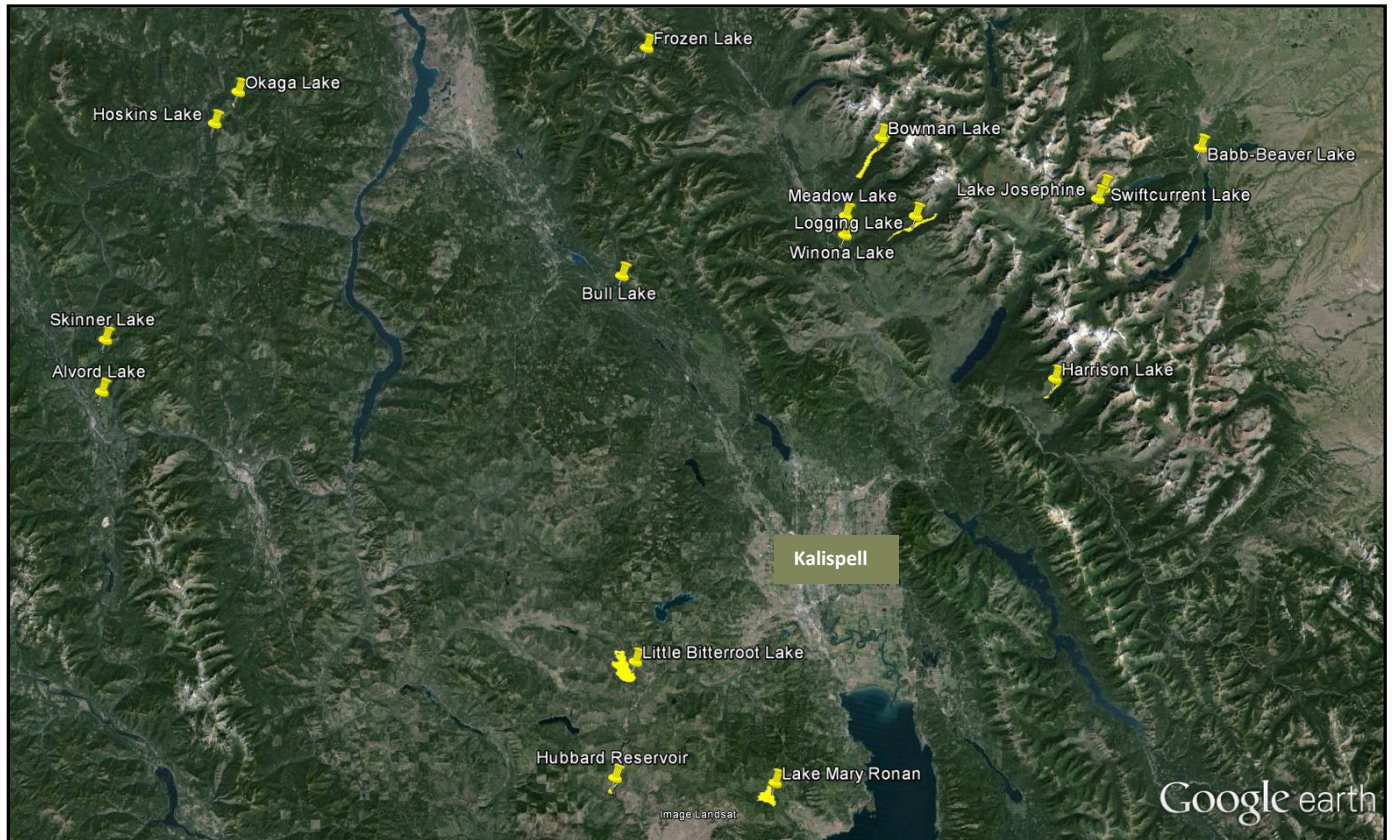 Frozen Lake
Okaga Lake
Hoskins Lake
Bowman Lake
Babb-Beaver Lake
Meadow Lake
Lake Josephine
Swiftcurrent Lake
Logging Lake
Winona Lake
Bull Lake
Skinner Lake
Alvord Lake
Harrison Lake
Kalispell
Little Bitterroot Lake
Hubbard Reservoir
Lake Mary Ronan
Google earth
Image Landsat